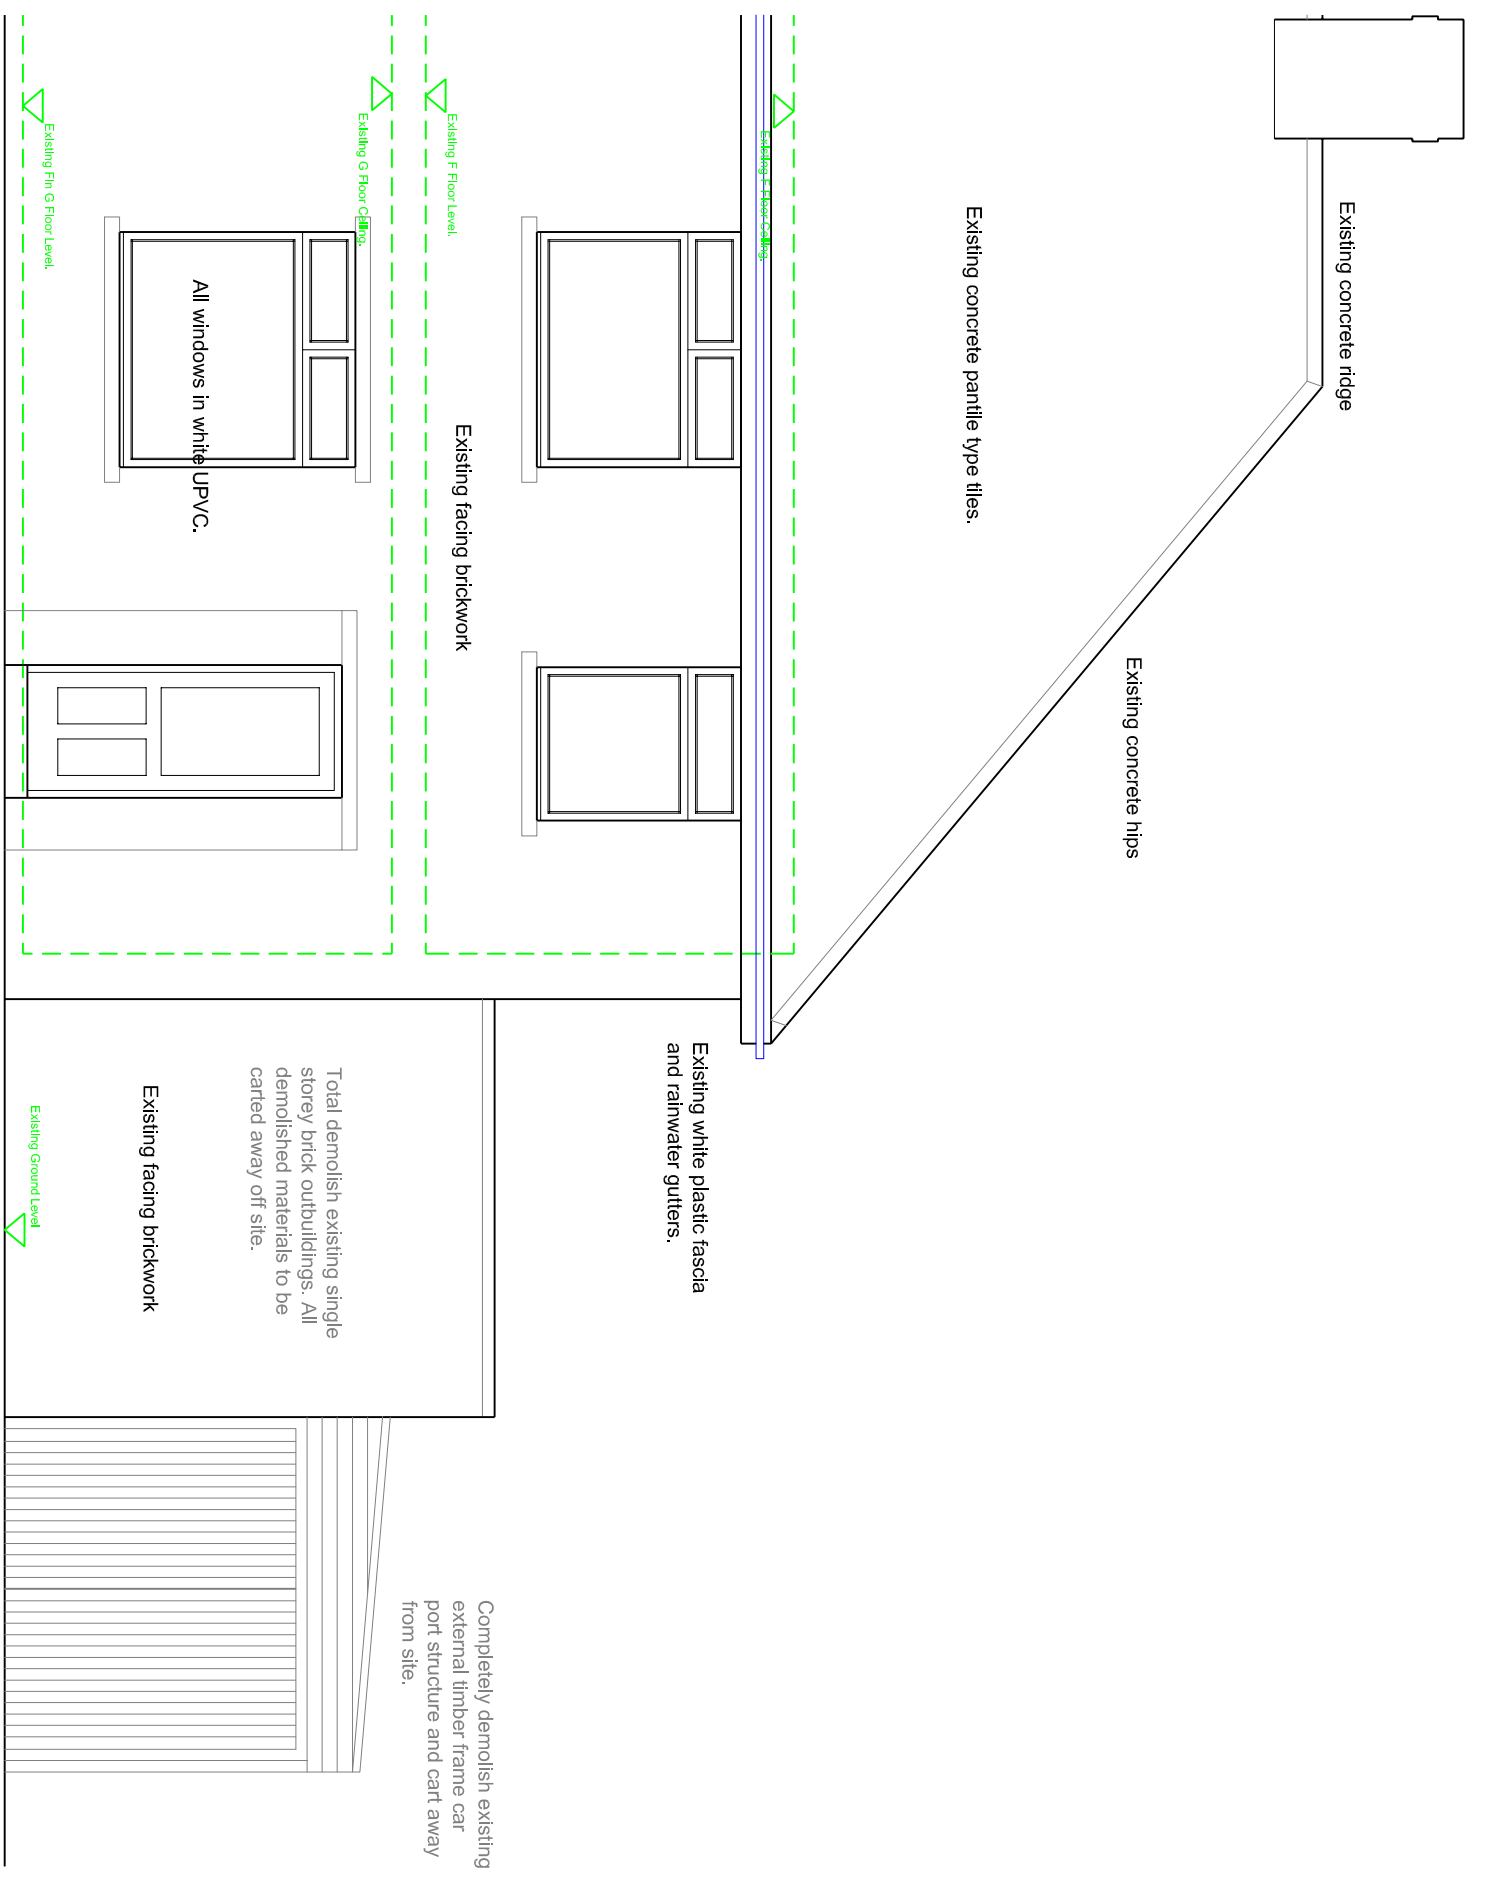 Existing concrete ridge
Existing concrete hips
Existing concrete pantile type tiles.
Existing F Floor Ceiling.
Existing white plastic fascia
and rainwater gutters.
Existing F Floor Level.
Existing facing brickwork
Completely demolish existing
external timber frame car
port structure and cart away
from site.
Existing G Floor Ceiling.
Total demolish existing single
storey brick outbuildings. All
demolished materials to be
carted away off site.
All windows in white UPVC.
Existing facing brickwork
Existing Fin G Floor Level.
Existing Ground Level